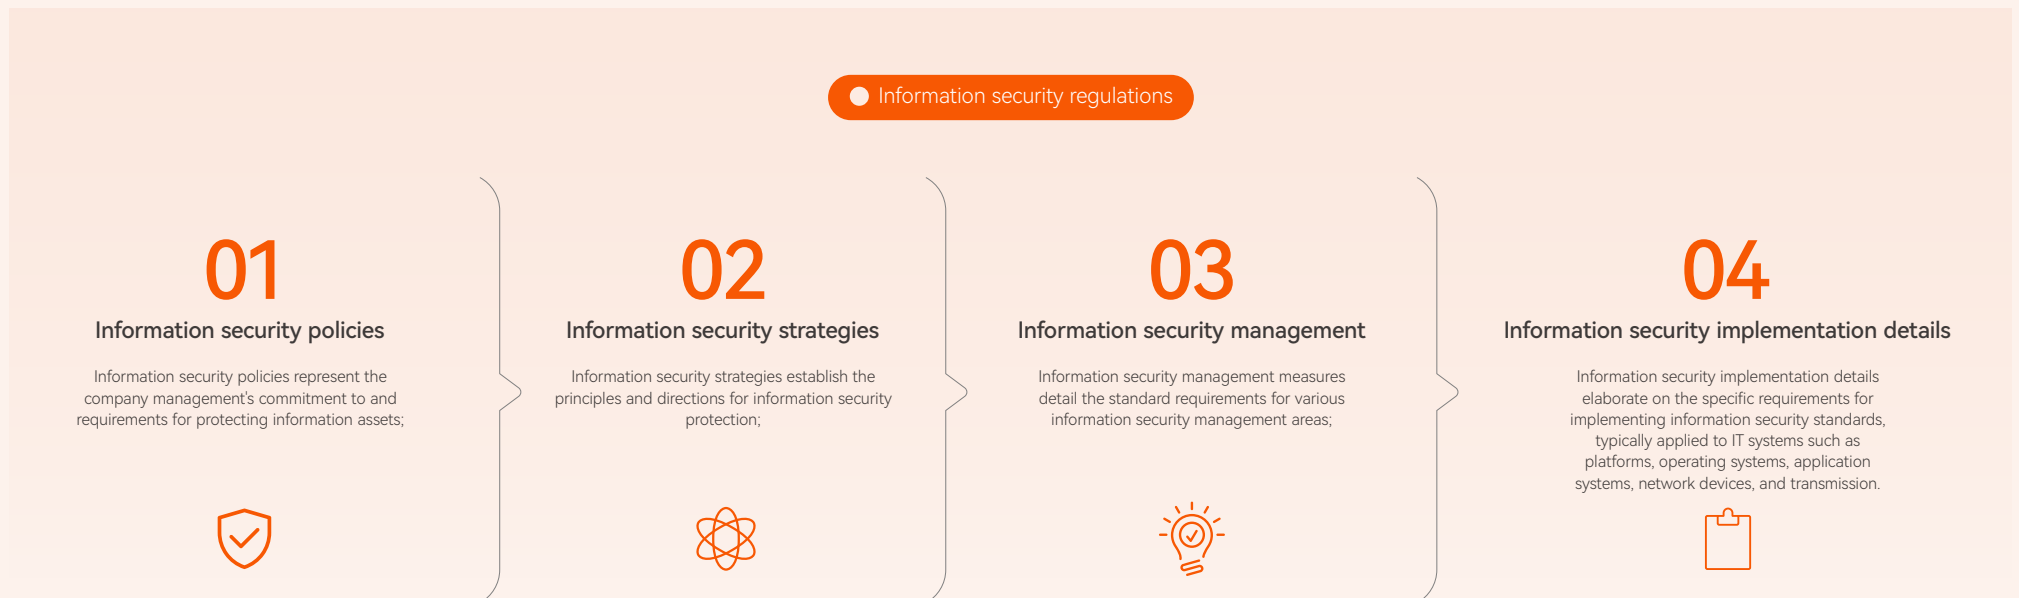 Information security regulations
01
Information security policies
Information security policies represent the
company management's commitment to and
requirements for protecting information assets;
02
Information security strategies
Information security strategies establish the
principles and directions for information security
protection;
03
Information security management
Information security management measures
detail the standard requirements for various
information security management areas;
04
Information security implementation details
Information security implementation details
elaborate on the specific requirements for
implementing information security standards,
typically applied to IT systems such as
platforms, operating systems, application
systems, network devices, and transmission.